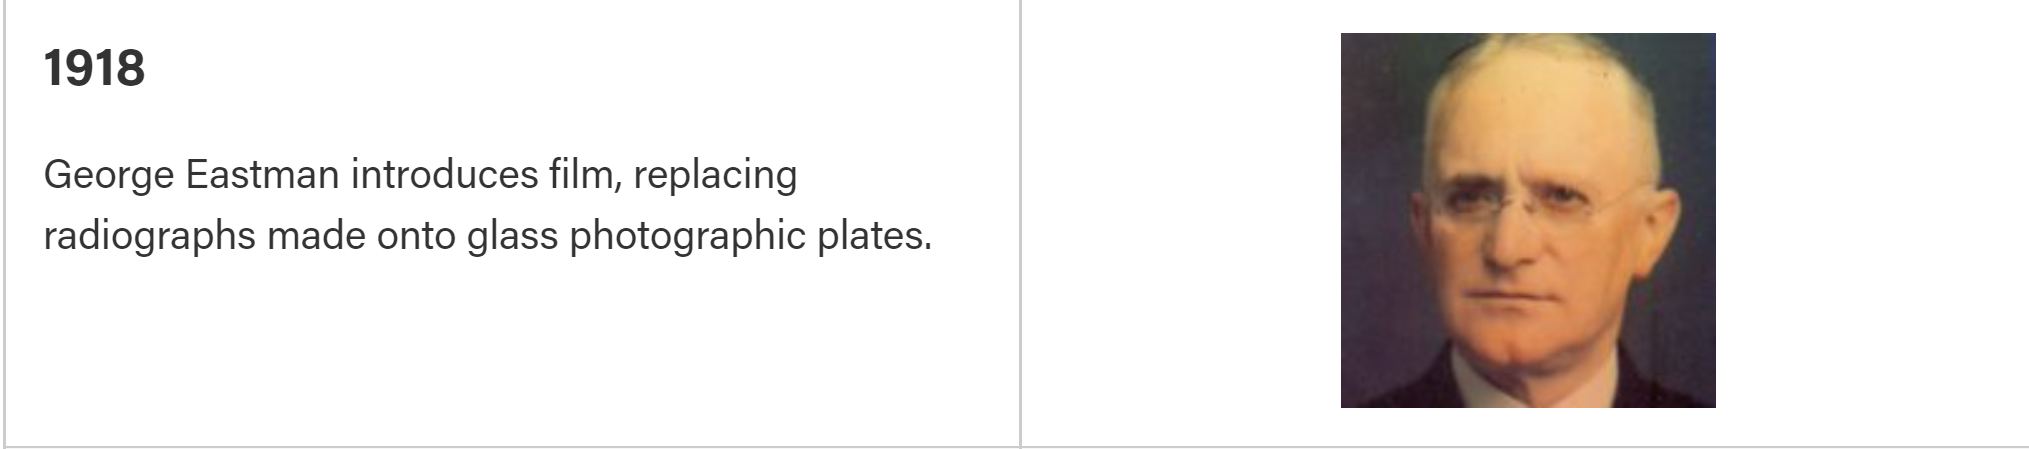 1918
George Eastman introduces film, replacing
radiographs made onto glass photographic plates.